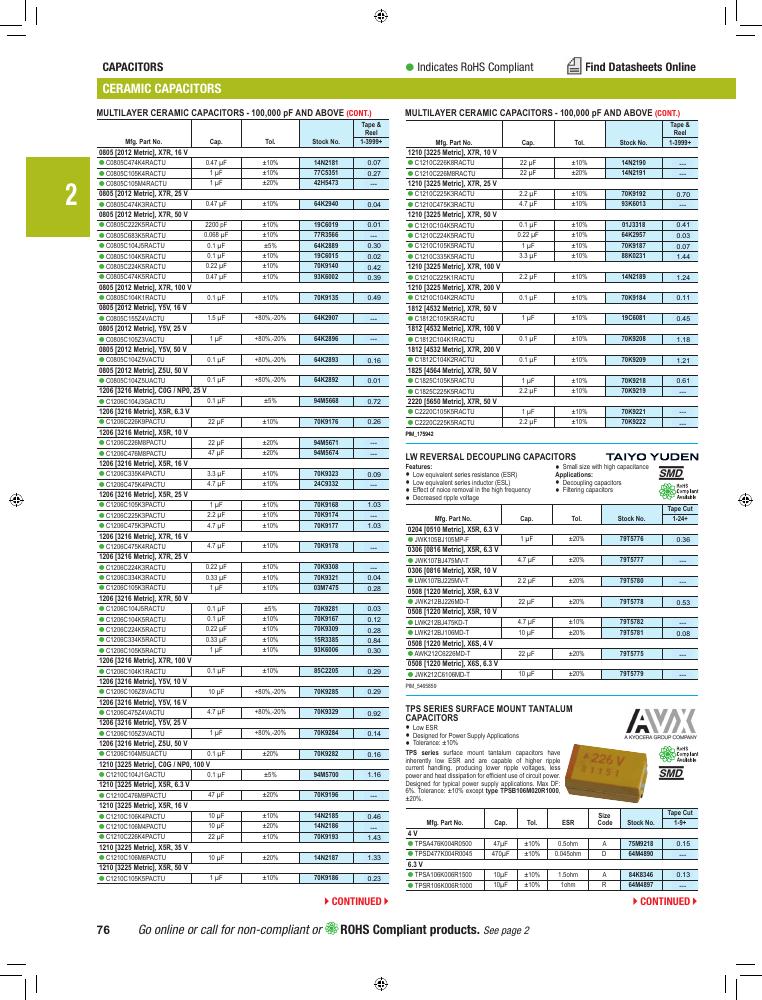 CAPACITORS
● Indicates RoHS Compliant
Find Datasheets Online
CERAMIC CAPACITORS
2
MULTILAYER CERAMIC CAPACITORS - 100,000 pF AND ABOVE (CONT.)
Mfg. Part No. Cap. Tol. Stock No. Tape & Reel 1-3999+
0805 [2012 Metric], X7R, 16 V
● C0805C474K4RACTU 0.47 µF ±10% 14N2181 0.07
● C0805C105K4RACTU 1 µF ±10% 77C5351 0.27
● C0805C105M4RACTU 1 µF ±20% 42H5473 ---
0805 [2012 Metric], X7R, 25 V
● C0805C474K3RACTU 0.47 µF ±10% 64K2940 0.04
0805 [2012 Metric], X7R, 50 V
● C0805C222K5RACTU 2200 pF ±10% 19C6019 0.01
● C0805C683K5RACTU 0.068 µF ±10% 77R3566 ---
● C0805C104J5RACTU 0.1 µF ±5% 64K2889 0.30
● C0805C104K5RACTU 0.1 µF ±10% 19C6015 0.02
● C0805C224K5RACTU 0.22 µF ±10% 70K9140 0.42
● C0805C474K5RACTU 0.47 µF ±10% 93K6002 0.39
0805 [2012 Metric], X7R, 100 V
● C0805C104K1RACTU 0.1 µF ±10% 70K9135 0.49
0805 [2012 Metric], Y5V, 16 V
● C0805C155Z4VACTU 1.5 µF +80%,-20% 64K2907 ---
0805 [2012 Metric], Y5V, 25 V
● C0805C105Z3VACTU 1 µF +80%,-20% 64K2896 ---
0805 [2012 Metric], Y5V, 50 V
● C0805C104Z5VACTU 0.1 µF +80%,-20% 64K2893 0.16
0805 [2012 Metric], Z5U, 50 V
● C0805C104Z5UACTU 0.1 µF +80%,-20% 64K2892 0.01
1206 [3216 Metric], C0G / NP0, 25 V
● C1206C104J3GACTU 0.1 µF ±5% 94M5668 0.72
1206 [3216 Metric], X5R, 6.3 V
● C1206C226K9PACTU 22 µF ±10% 70K9176 0.26
1206 [3216 Metric], X5R, 10 V
● C1206C226M8PACTU 22 µF ±20% 94M5671 ---
● C1206C476M8PACTU 47 µF ±20% 94M5674 ---
1206 [3216 Metric], X5R, 16 V
● C1206C335K4PACTU 3.3 µF ±10% 70K9323 0.09
● C1206C475K4PACTU 4.7 µF ±10% 24C9332 ---
1206 [3216 Metric], X5R, 25 V
● C1206C105K3PACTU 1 µF ±10% 70K9168 1.03
● C1206C225K3PACTU 2.2 µF ±10% 70K9174 ---
● C1206C475K3PACTU 4.7 µF ±10% 70K9177 1.03
1206 [3216 Metric], X7R, 16 V
● C1206C475K4RACTU 4.7 µF ±10% 70K9178 ---
1206 [3216 Metric], X7R, 25 V
● C1206C224K3RACTU 0.22 µF ±10% 70K9308 ---
● C1206C334K3RACTU 0.33 µF ±10% 70K9321 0.04
● C1206C105K3RACTU 1 µF ±10% 03M7475 0.28
1206 [3216 Metric], X7R, 50 V
● C1206C104J5RACTU 0.1 µF ±5% 70K9281 0.03
● C1206C104K5RACTU 0.1 µF ±10% 70K9167 0.12
● C1206C224K5RACTU 0.22 µF ±10% 70K9309 0.28
● C1206C334K5RACTU 0.33 µF ±10% 15R3385 0.84
● C1206C105K5RACTU 1 µF ±10% 93K6006 0.30
1206 [3216 Metric], X7R, 100 V
● C1206C104K1RACTU 0.1 µF ±10% 85C2205 0.29
1206 [3216 Metric], Y5V, 10 V
● C1206C106Z8VACTU 10 µF +80%,-20% 70K9285 0.29
1206 [3216 Metric], Y5V, 16 V
● C1206C475Z4VACTU 4.7 µF +80%,-20% 70K9329 0.92
1206 [3216 Metric], Y5V, 25 V
● C1206C105Z3VACTU 1 µF +80%,-20% 70K9284 0.14
1206 [3216 Metric], Z5U, 50 V
● C1206C104M5UACTU 0.1 µF ±20% 70K9282 0.16
1210 [3225 Metric], C0G / NP0, 100 V
● C1210C104J1GACTU 0.1 µF ±5% 94M5700 1.16
1210 [3225 Metric], X5R, 6.3 V
● C1210C476M9PACTU 47 µF ±20% 70K9196 ---
1210 [3225 Metric], X5R, 16 V
● C1210C106K4PACTU 10 µF ±10% 14N2185 0.46
● C1210C106M4PACTU 10 µF ±20% 14N2186 ---
● C1210C226K4PACTU 22 µF ±10% 70K9193 1.43
1210 [3225 Metric], X5R, 35 V
● C1210C106M6PACTU 10 µF ±20% 14N2187 1.33
1210 [3225 Metric], X5R, 50 V
● C1210C105K5PACTU 1 µF ±10% 70K9186 0.23
CONTINUED
MULTILAYER CERAMIC CAPACITORS - 100,000 pF AND ABOVE (CONT.)
Mfg. Part No. Cap. Tol. Stock No. Tape & Reel 1-3999+
1210 [3225 Metric], X7R, 10 V
● C1210C226K8RACTU 22 µF ±10% 14N2190 ---
● C1210C226M8RACTU 22 µF ±20% 14N2191 ---
1210 [3225 Metric], X7R, 25 V
● C1210C225K3RACTU 2.2 µF ±10% 70K9192 0.70
● C1210C475K3RACTU 4.7 µF ±10% 93K6013 ---
1210 [3225 Metric], X7R, 50 V
● C1210C104K5RACTU 0.1 µF ±10% 01J3318 0.41
● C1210C224K5RACTU 0.22 µF ±10% 64K2957 0.03
● C1210C105K5RACTU 1 µF ±10% 70K9187 0.07
● C1210C335K5RACTU 3.3 µF ±10% 88K0231 1.44
1210 [3225 Metric], X7R, 100 V
● C1210C225K1RACTU 2.2 µF ±10% 14N2189 1.24
1210 [3225 Metric], X7R, 200 V
● C1210C104K2RACTU 0.1 µF ±10% 70K9184 0.11
1812 [4532 Metric], X7R, 50 V
● C1812C105K5RACTU 1 µF ±10% 19C6081 0.45
1812 [4532 Metric], X7R, 100 V
● C1812C104K1RACTU 0.1 µF ±10% 70K9208 1.18
1812 [4532 Metric], X7R, 200 V
● C1812C104K2RACTU 0.1 µF ±10% 70K9209 1.21
1825 [4564 Metric], X7R, 50 V
● C1825C105K5RACTU 1 µF ±10% 70K9218 0.61
● C1825C225K5RACTU 2.2 µF ±10% 70K9219 ---
2220 [5650 Metric], X7R, 50 V
● C2220C105K5RACTU 1 µF ±10% 70K9221 ---
● C2220C225K5RACTU 2.2 µF ±10% 70K9222 ---
PIM_175942
LW REVERSAL DECOUPLING CAPACITORS
TAIYO YUDEN
Features:
● Low equivalent series resistance (ESR)
● Low equivalent series inductor (ESL)
● Effect of noise removal in the high frequency
● Decreased ripple voltage
● Small size with high capacitance
Applications:
● Decoupling capacitors
● Filtering capacitors
SMD
RoHS
Compliant
Available
Mfg. Part No. Cap. Tol. Stock No. Tape Cut 1-24+
0204 [0510 Metric], X5R, 6.3 V
● JWK105BJ105MP-F 1 µF ±20% 79T5776 0.36
0306 [0816 Metric], X5R, 6.3 V
● JWK107BJ475MV-T 4.7 µF ±20% 79T5777 ---
0306 [0816 Metric], X5R, 10 V
● LWK107BJ225MV-T 2.2 µF ±20% 79T5780 ---
0508 [1220 Metric], X5R, 6.3 V
● JWK212BJ226MD-T 22 µF ±20% 79T5778 0.53
0508 [1220 Metric], X5R, 10 V
● LWK212BJ475KD-T 4.7 µF ±10% 79T5782 ---
● LWK212BJ106MD-T 10 µF ±20% 79T5781 0.08
0508 [1220 Metric], X6S, 4 V
● AWK212C6226MD-T 22 µF ±20% 79T5775 ---
0508 [1220 Metric], X6S, 6.3 V
● JWK212C6106MD-T 10 µF ±20% 79T5779 ---
PIM_5465859
TPS SERIES SURFACE MOUNT TANTALUM
CAPACITORS
● Low ESR
● Designed for Power Supply Applications
● Tolerance: ±10%
TPS series surface mount tantalum capacitors have
inherently low ESR and are capable of higher ripple
current handling, producing lower ripple voltages, less
power and heat dissipation for efficient use of circuit power.
Designed for typical power supply applications. Max DF:
6%. Tolerance: ±10% except type TPSB106M020R1000,
±20%.
AVX
A KYOCERA GROUP COMPANY
226V
31151
RoHS
Compliant
Available
SMD
Mfg. Part No. Cap. Tol. ESR Size Code Stock No. Tape Cut 1-9+
4 V
● TPSA476K004R0500 47µF ±10% 0.5ohm A 75M9218 0.15
● TPSD477K004R0045 470µF ±10% 0.045ohm D 64M4890 ---
6.3 V
● TPSA106K006R1500 10µF ±10% 1.5ohm A 84K8346 0.13
● TPSR106K006R1000 10µF ±10% 1ohm R 64M4897 ---
CONTINUED
76 Go online or call for non-compliant or ROHS Compliant products. See page 2